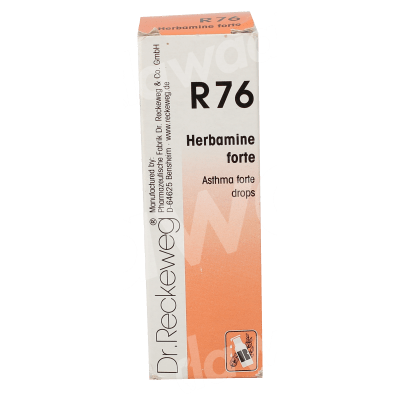 R76
Herbamine
forte
Asthma forte
drops
Dr. Reckeweg®
Manufactured by:
Pharmazeutische Fabrik Dr. Reckeweg & Co. GmbH
D-64625 Bensheim · www.reckeweg.de